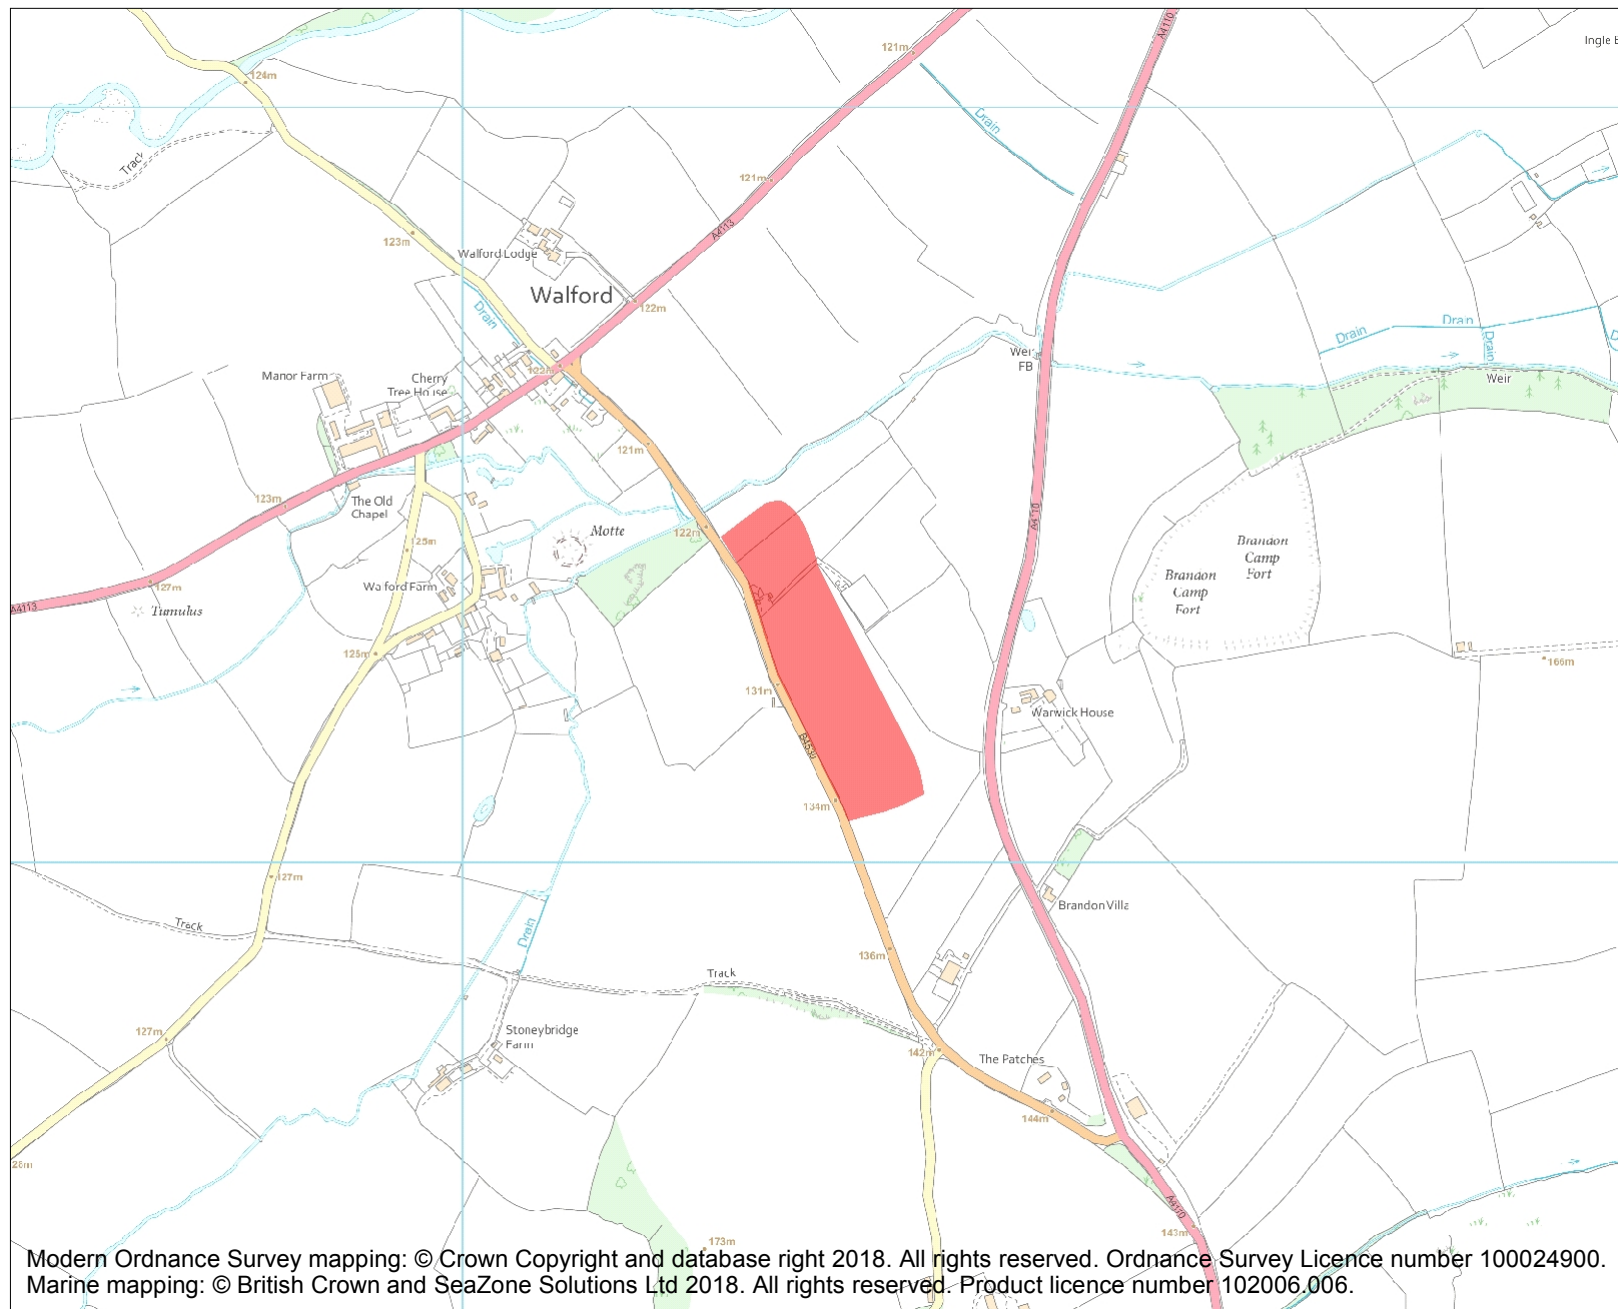 121m
A4110
Ingle B
124m
Drain
Track
121m
A4113
123m
Walford Lodge
Walford
Drain
122m
Drain
Drain
Drain
Weir
FB
122m
Manor Farm
Cherry
Tree House
Weir
121m
123m
The Old
Chapel
A4110
122m
Motte
125m
Brandon
Camp
Fort
Brandon
Camp
Fort
127m
Walford Farm
A4113
Tumulus
125m
166m
131m
Warwick House
B4530
134m
127m
Brandon Villa
Track
Drain
136m
Track
127m
Stoneybridge
Farm
142m
The Patches
144m
28m
A4110
143m
173m
Modern Ordnance Survey mapping: © Crown Copyright and database right 2018. All rights reserved. Ordnance Survey Licence number 100024900.
Marine mapping: © British Crown and SeaZone Solutions Ltd 2018. All rights reserved. Product licence number 102006.006.